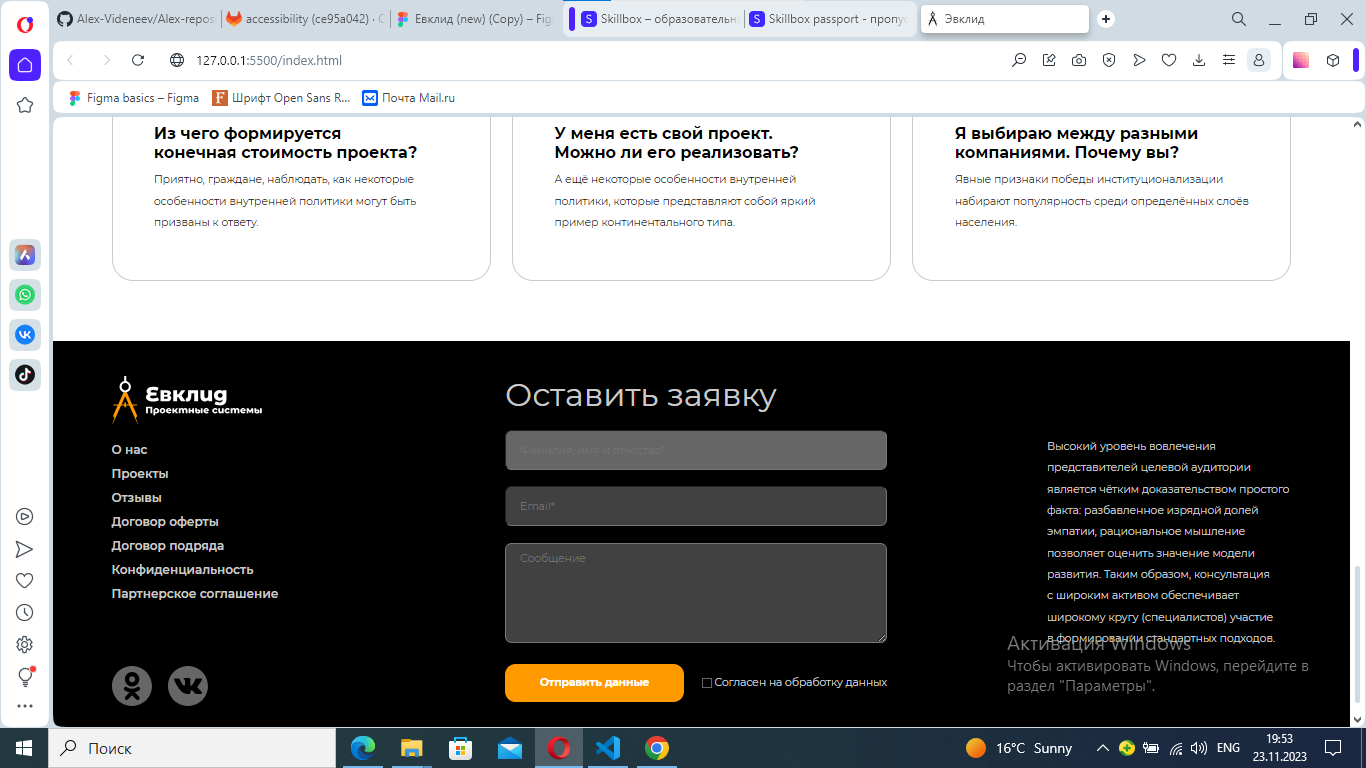 Alex-Videneev/Alex-repos
accessibility (ce95a042) · C
Евклид (new) (Copy) – Fig
Skillbox – образовательна
Skillbox passport - пропус
Эвклид
127.0.0.1:5500/index.html
Figma basics – Figma
Шрифт Open Sans R...
Почта Mail.ru
Из чего формируется
конечная стоимость проекта?
Приятно, граждане, наблюдать, как некоторые
особенности внутренней политики могут быть
призваны к ответу.
У меня есть свой проект.
Можно ли его реализовать?
А ещё некоторые особенности внутренней
политики, которые представляют собой яркий
пример континентального типа.
Я выбираю между разными
компаниями. Почему вы?
Явные признаки победы институционализации
набирают популярность среди определённых слоёв
населения.
Евклид
Проектные системы
О нас
Проекты
Отзывы
Договор оферты
Договор подряда
Конфиденциальность
Партнерское соглашение
Оставить заявку
Фамилия, имя и отчество*
Email*
Сообщение
Отправить данные
Согласен на обработку данных
Высокий уровень вовлечения
представителей целевой аудитории
является чётким доказательством простого
факта: разбавленное изрядной долей
эмпатии, рациональное мышление
позволяет оценить значение модели
развития. Таким образом, консультация
с широким активом обеспечивает
широкому кругу (специалистов) участие
в формировании стандартных подходов.
Активация Windows
Чтобы активировать Windows, перейдите в
раздел "Параметры".
Поиск
16°C Sunny
ENG
19:53
23.11.2023